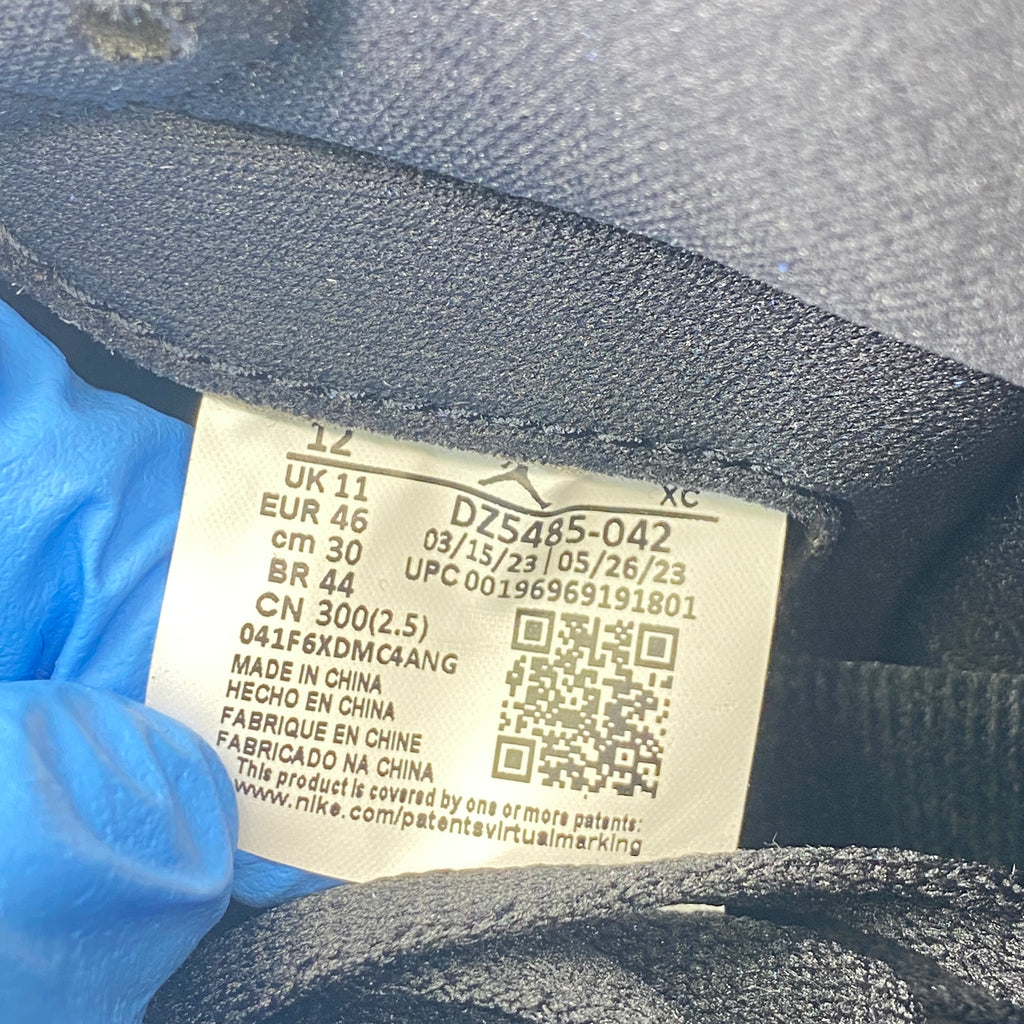 12
XC
UK 11
EUR 46
cm 30
BR 44
CN 300(2.5)
DZ5485-042
03/15/23 | 05/26/23
UPC 00196969191801
041F6XDMC4ANG
MADE IN CHINA
HECHO EN CHINA
FABRIQUE EN CHINE
FABRICADO NA CHINA
This product is covered by one or more patents:
www.nike.com/patentsvirtualmarking